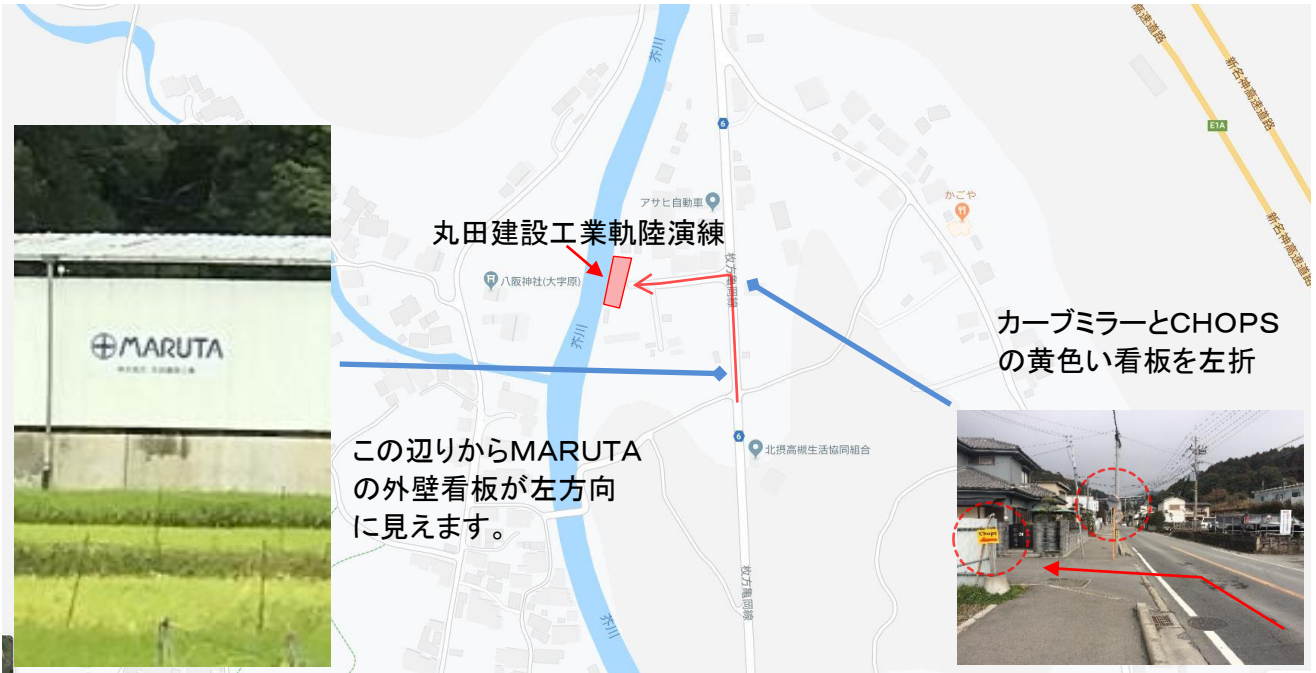 芥川
高速道路
新名神高速道路
E1A
6
アサヒ自動車
かごや
丸田建設工業軌陸演練
八阪神社(大字原)
枚方亀岡線
新名神高速道路
MARUTA
芥川
カーブミラーとCHOPS
の黄色い看板を左折
6
北摂高槻生活協同組合
この辺りからMARUTA
の外壁看板が左方向
に見えます。
Chops
枚方亀岡線
芥川